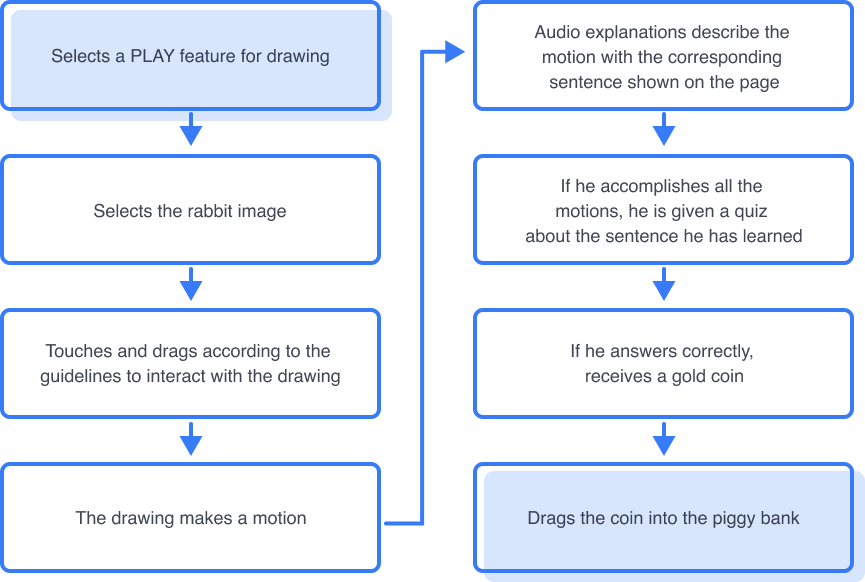 Selects a PLAY feature for drawing
Selects the rabbit image
Touches and drags according to the
guidelines to interact with the drawing
The drawing makes a motion
Audio explanations describe the
motion with the corresponding
sentence shown on the page
If he accomplishes all the
motions, he is given a quiz
about the sentence he has learned
If he answers correctly,
receives a gold coin
Drags the coin into the piggy bank